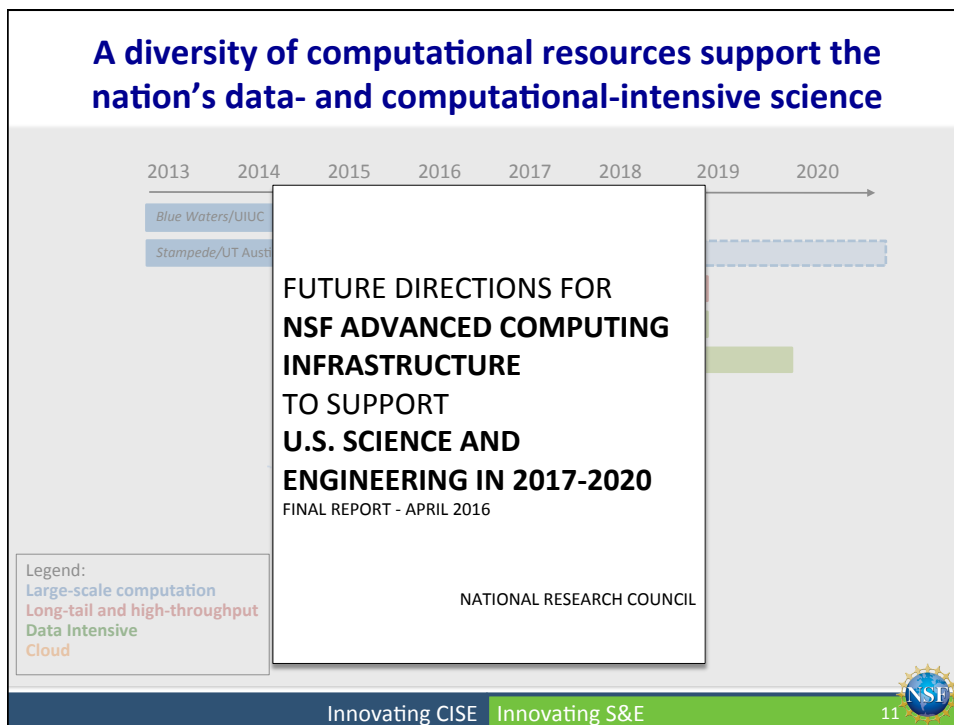 A diversity of computational resources support the
nation's data- and computational-intensive science
2013 2014 2015 2016 2017 2018 2019 2020
Blue Waters/UIUC
Stampede/UT Austi
FUTURE DIRECTIONS FOR
NSF ADVANCED COMPUTING
INFRASTRUCTURE
TO SUPPORT
U.S. SCIENCE AND
ENGINEERING IN 2017-2020
FINAL REPORT - APRIL 2016
NATIONAL RESEARCH COUNCIL
Legend:
Large-scale computation
Long-tail and high-throughput
Data Intensive
Cloud
Innovating CISE Innovating S&E
11
NSF